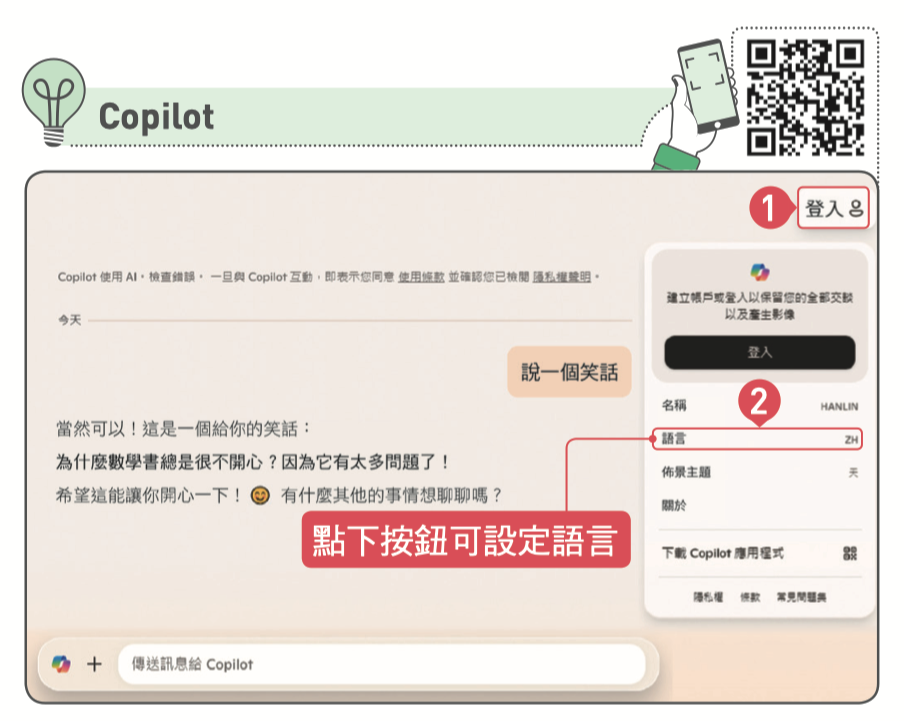 Copilot
1
登入
Copilot 使用 AI。檢查錯誤。 一旦與 Copilot 互動，即表示您同意 使用條款 並確認您已檢閱 隱私權聲明。
今天
說一個笑話
當然可以！這是一個給你的笑話：
為什麼數學書總是很不開心？因為它有太多問題了！
希望這能讓你開心一下！😊 有什麼其他的事情想聊聊嗎？
點下按鈕可設定語言
傳送訊息給 Copilot
建立帳戶或登入以保留您的全部交談
以及產生影像
登入
名稱 HANLIN
2
語言 ZH
佈景主題 天
關於
下載 Copilot 應用程式
隱私權 條款 常見問題集